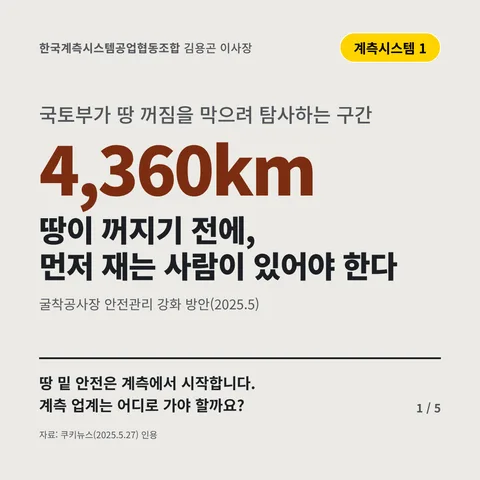 한국계측시스템공업협동조합 김용곤 이사장
계측시스템 1
국토부가 땅 꺼짐을 막으려 탐사하는 구간
4,360km
땅이 꺼지기 전에,
먼저 재는 사람이 있어야 한다
굴착공사장 안전관리 강화 방안(2025.5)
땅 밑 안전은 계측에서 시작합니다.
계측 업계는 어디로 가야 할까요?
1 / 5
자료: 쿠키뉴스(2025.5.27) 인용